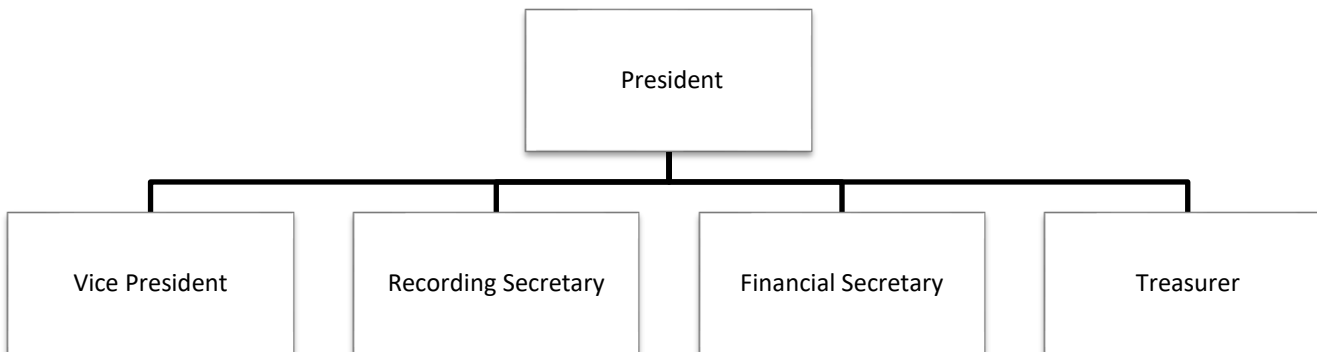 President
Vice President
Recording Secretary
Financial Secretary
Treasurer